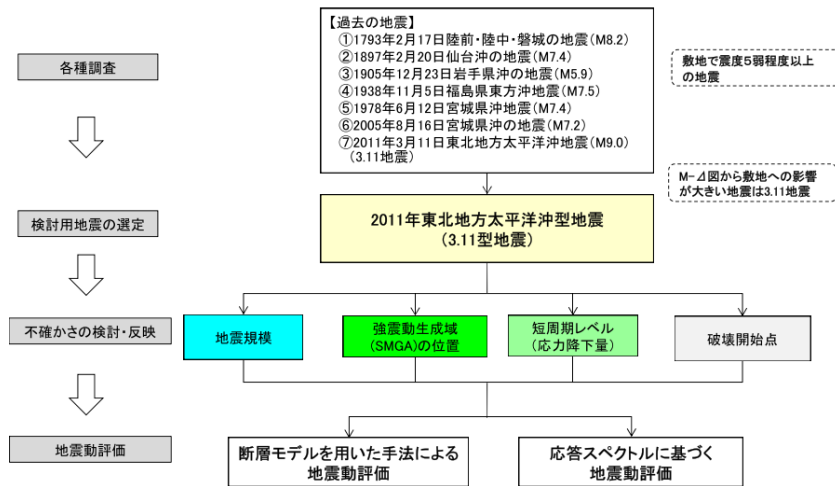 【過去の地震】
①1793年2月17日陸前・陸中・磐城の地震(M8.2)
②1897年2月20日仙台沖の地震(M7.4)
③1905年12月23日岩手県沖の地震(M5.9)
④1938年11月5日福島県東方沖地震(M7.5)
⑤1978年6月12日宮城県沖地震(M7.4)
⑥2005年8月16日宮城県沖の地震(M7.2)
⑦2011年3月11日東北地方太平洋沖地震(M9.0)
(3.11地震)
各種調査
敷地で震度5弱程度以上
の地震
M-⊿図から敷地への影響
が大きい地震は3.11地震
検討用地震の選定
2011年東北地方太平洋沖型地震
(3.11型地震)
不確かさの検討・反映
地震規模
強震動生成域
(SMGA)の位置
短周期レベル
(応力降下量)
破壊開始点
地震動評価
断層モデルを用いた手法による
地震動評価
応答スペクトルに基づく
地震動評価